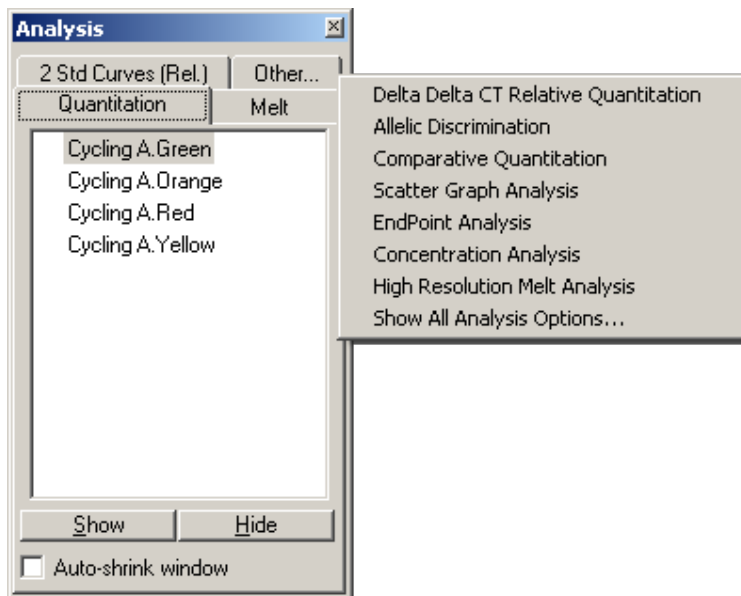 Analysis
2 Std Curves (Rel.) Other...
Quantitation Melt
Cycling A.Green
Cycling A.Orange
Cycling A.Red
Cycling A.Yellow
Show Hide
Auto-shrink window
Delta Delta CT Relative Quantitation
Allelic Discrimination
Comparative Quantitation
Scatter Graph Analysis
EndPoint Analysis
Concentration Analysis
High Resolution Melt Analysis
Show All Analysis Options...